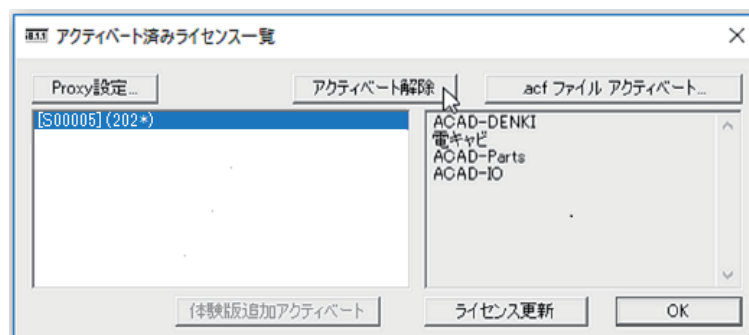 アクティベート済みライセンス一覧
Proxy設定...
アクティベート解除
.acf ファイル アクティベート...
[S00005](202*)
ACAD-DENKI
電キャビ
ACAD-Parts
ACAD-IO
体験版追加アクティベート
ライセンス更新
OK